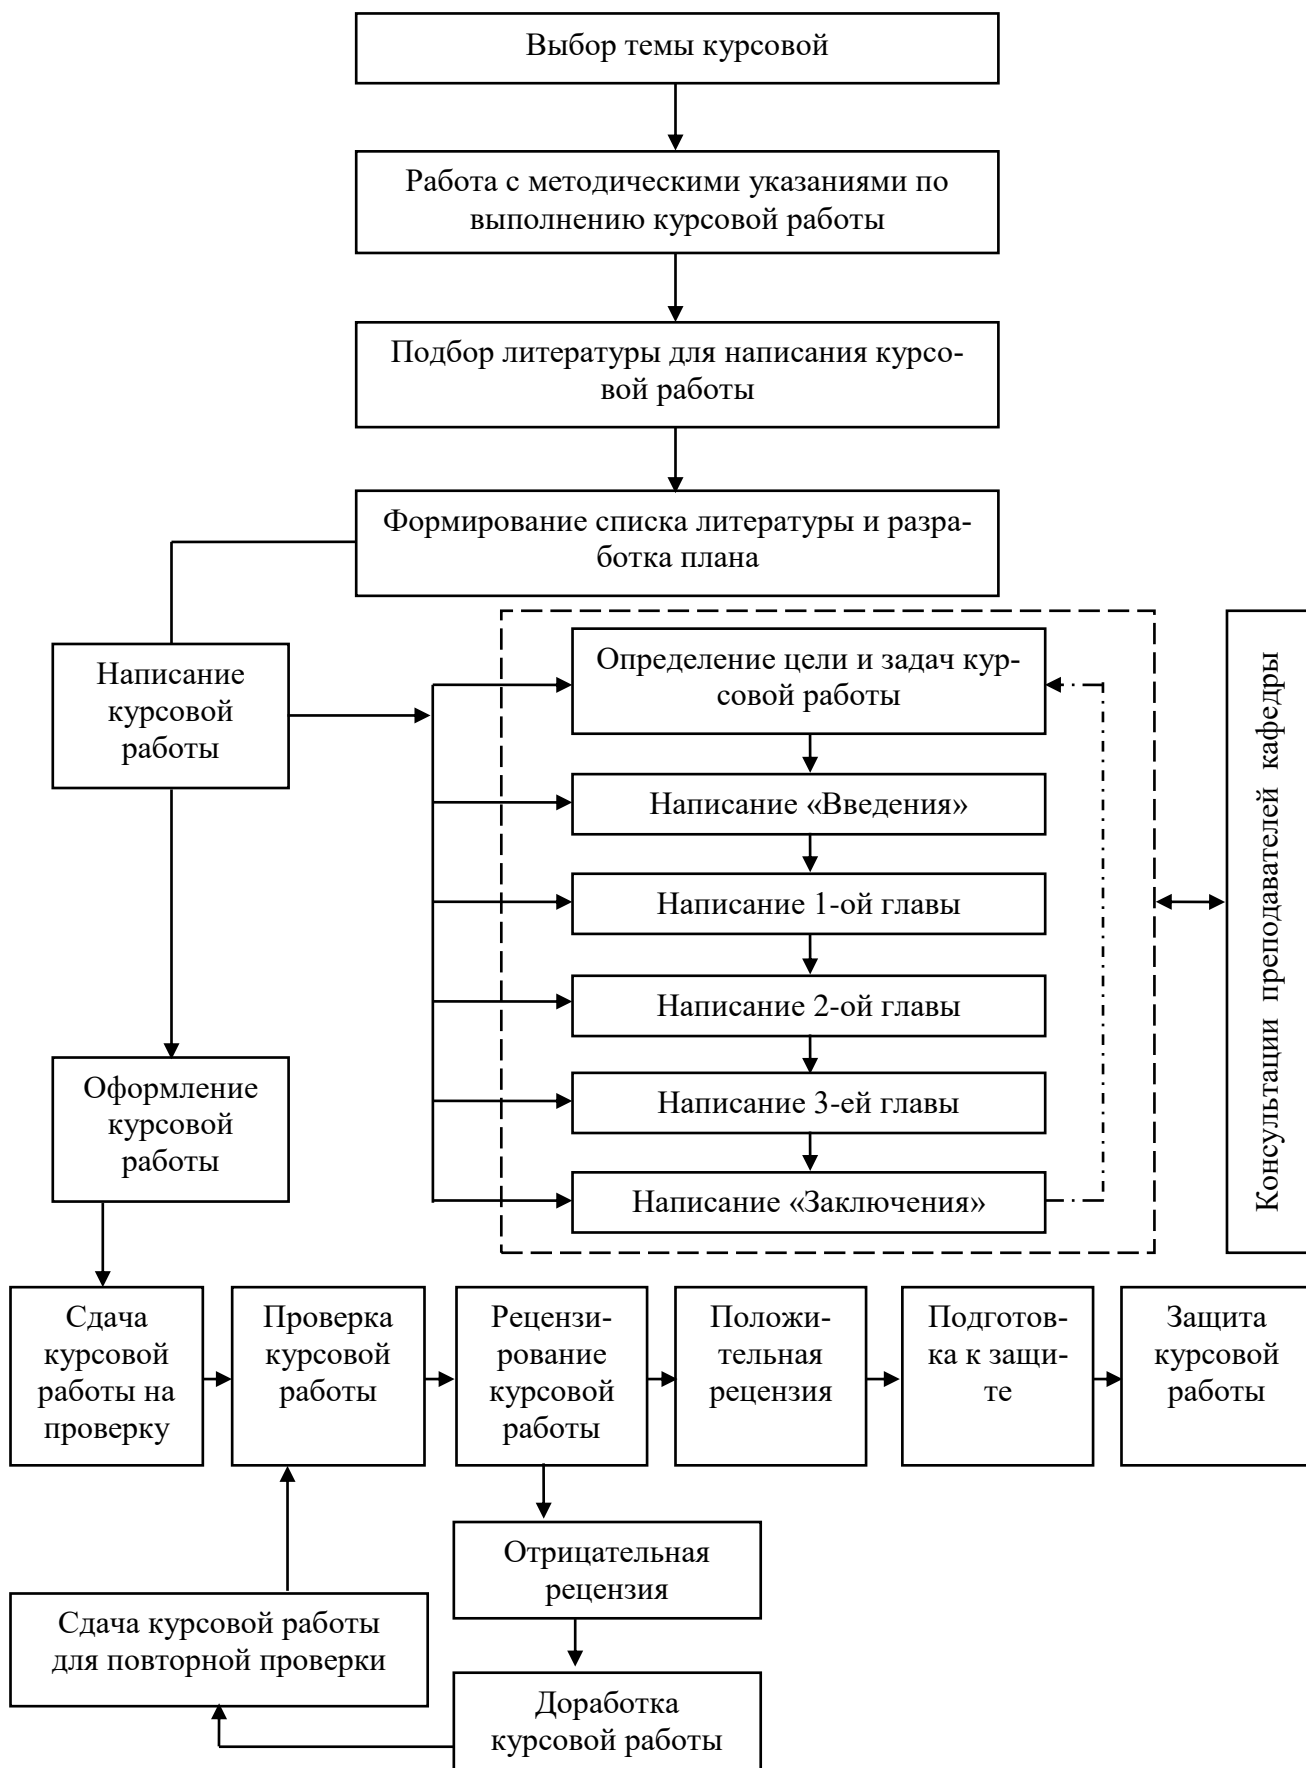 Выбор темы курсовой
Работа с методическими указаниями по
выполнению курсовой работы
Подбор литературы для написания курсо-
вой работы
Формирование списка литературы и разра-
ботка плана
Написание
курсовой
работы
Определение цели и задач кур-
совой работы
Написание «Введения»
Написание 1-ой главы
Написание 2-ой главы
Написание 3-ей главы
Написание «Заключения»
Консультации преподавателей кафедры
Оформление
курсовой
работы
Сдача
курсовой
работы на
проверку
Проверка
курсовой
работы
Рецензи-
рование
курсовой
работы
Положи-
тельная
рецензия
Подготов-
ка к защи-
те
Защита
курсовой
работы
Отрицательная
рецензия
Сдача курсовой работы
для повторной проверки
Доработка
курсовой работы